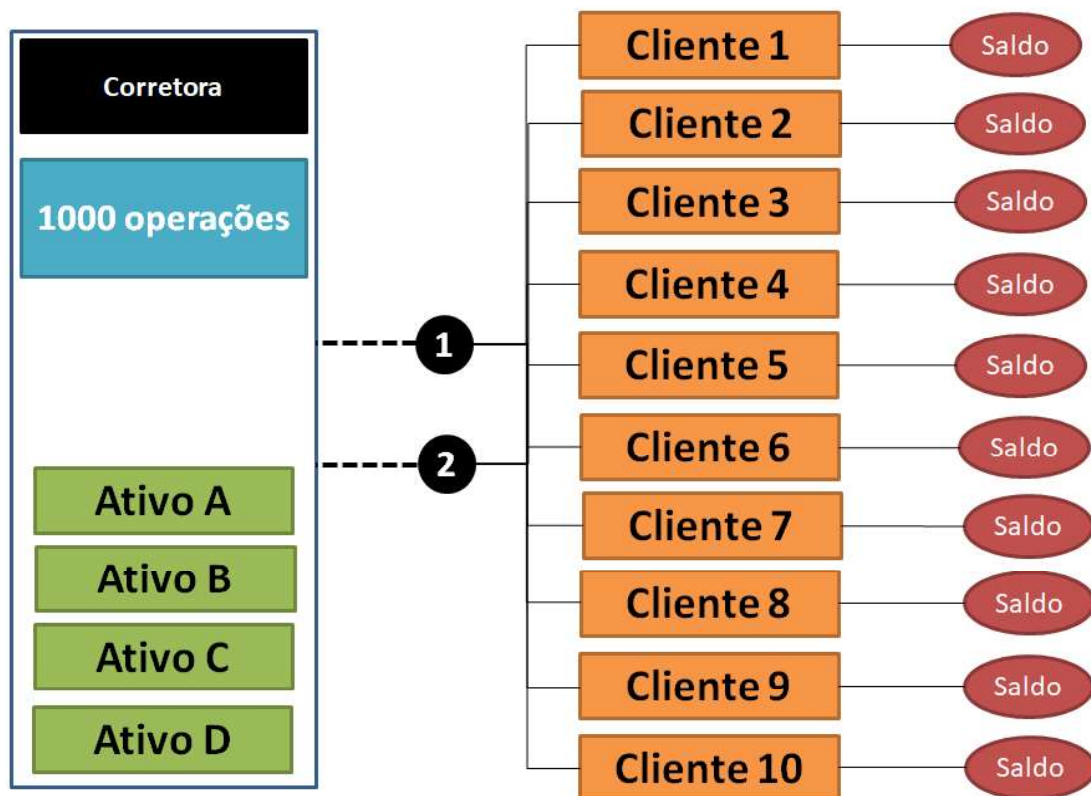 Corretora
1000 operações
1
2
Ativo A
Ativo B
Ativo C
Ativo D
Cliente 1
Saldo
Cliente 2
Saldo
Cliente 3
Saldo
Cliente 4
Saldo
Cliente 5
Saldo
Cliente 6
Saldo
Cliente 7
Saldo
Cliente 8
Saldo
Cliente 9
Saldo
Cliente 10
Saldo